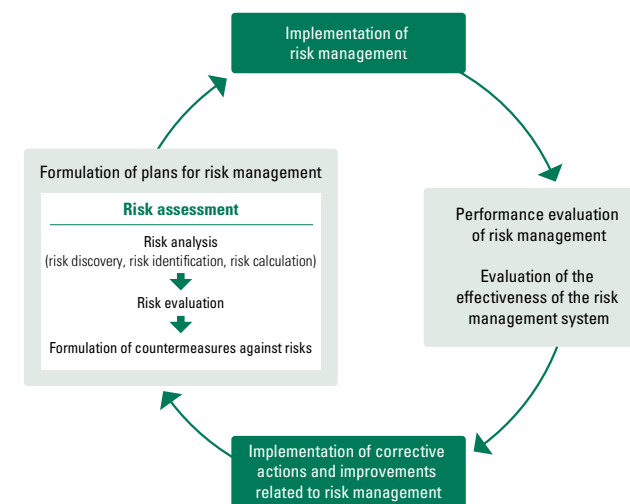 Implementation of
risk management
Formulation of plans for risk management
Risk assessment
Risk analysis
(risk discovery, risk identification, risk calculation)
Risk evaluation
Formulation of countermeasures against risks
Performance evaluation
of risk management
Evaluation of the
effectiveness of the risk
management system
Implementation of corrective
actions and improvements
related to risk management